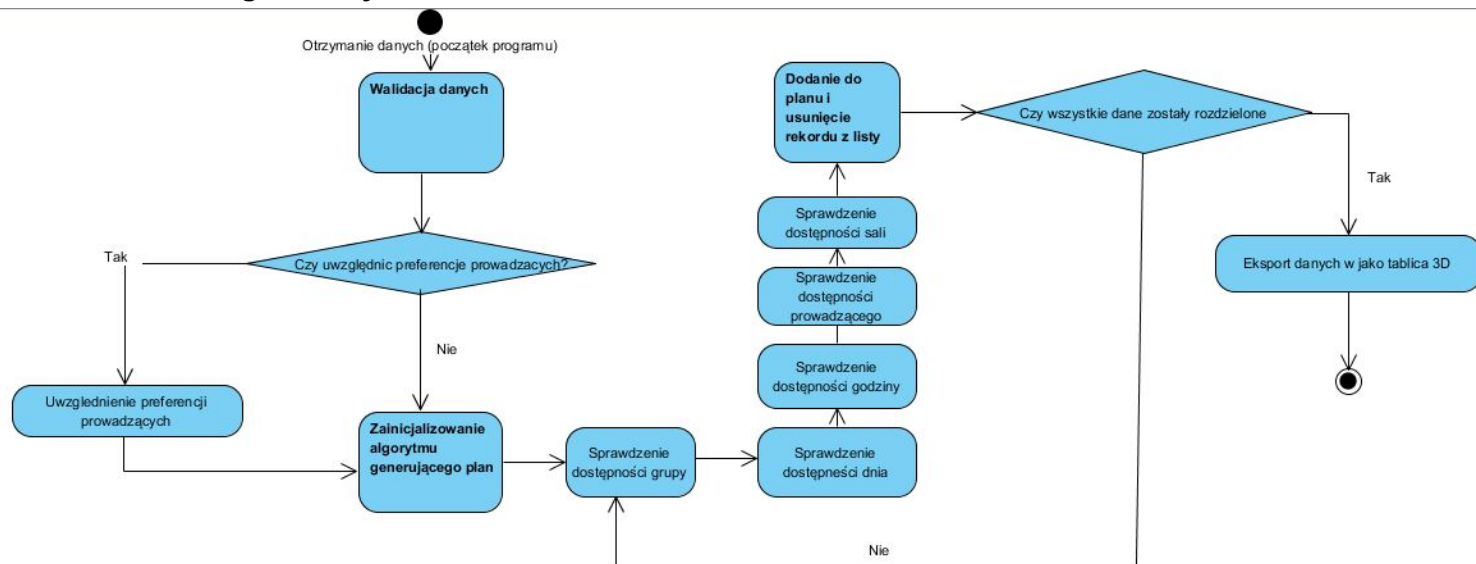 Otrzymanie danych (początek programu)
Walidacja danych
Czy uwzględnic preferencje prowadzacych?
Tak
Nie
Uwzglednienie preferencji
prowadzących
Zainicjalizowanie
algorytmu
generującego plan
Sprawdzenie
dostępności grupy
Sprawdzenie
dostępneści dnia
Sprawdzenie
dostępności godziny
Sprawdzenie
dostępności
prowadzącego
Sprawdzenie
dostępności sali
Dodanie do
planu i
usunięcie
rekordu z listy
Czy wszystkie dane zostały rozdzielone
Tak
Nie
Eksport danych w jako tablica 3D